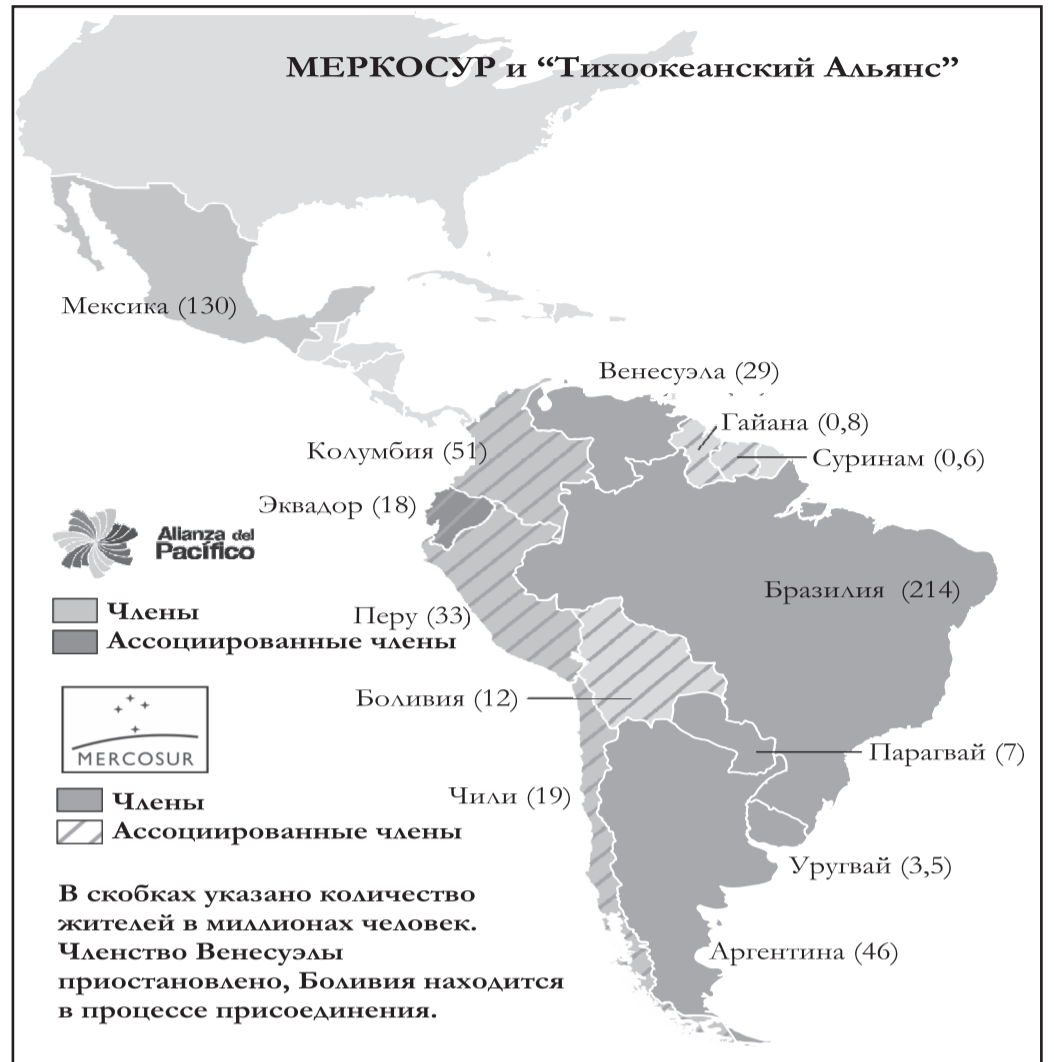 МЕРКОСУР и “Тихоокеанский Альянс”
Мексика (130)
Венесуэла (29)
Гайана (0,8)
Колумбия (51)
Суринам (0,6)
Эквадор (18)
Alianza del
Pacífico
Бразилия (214)
Члены
Перу (33)
Ассоциированные члены
Боливия (12)
MERCOSUR
Парагвай (7)
Члены
Чили (19)
Ассоциированные члены
Уругвай (3,5)
В скобках указано количество
жителей в миллионах человек.
Членство Венесуэлы
приостановлено, Боливия находится
в процессе присоединения.
Аргентина (46)